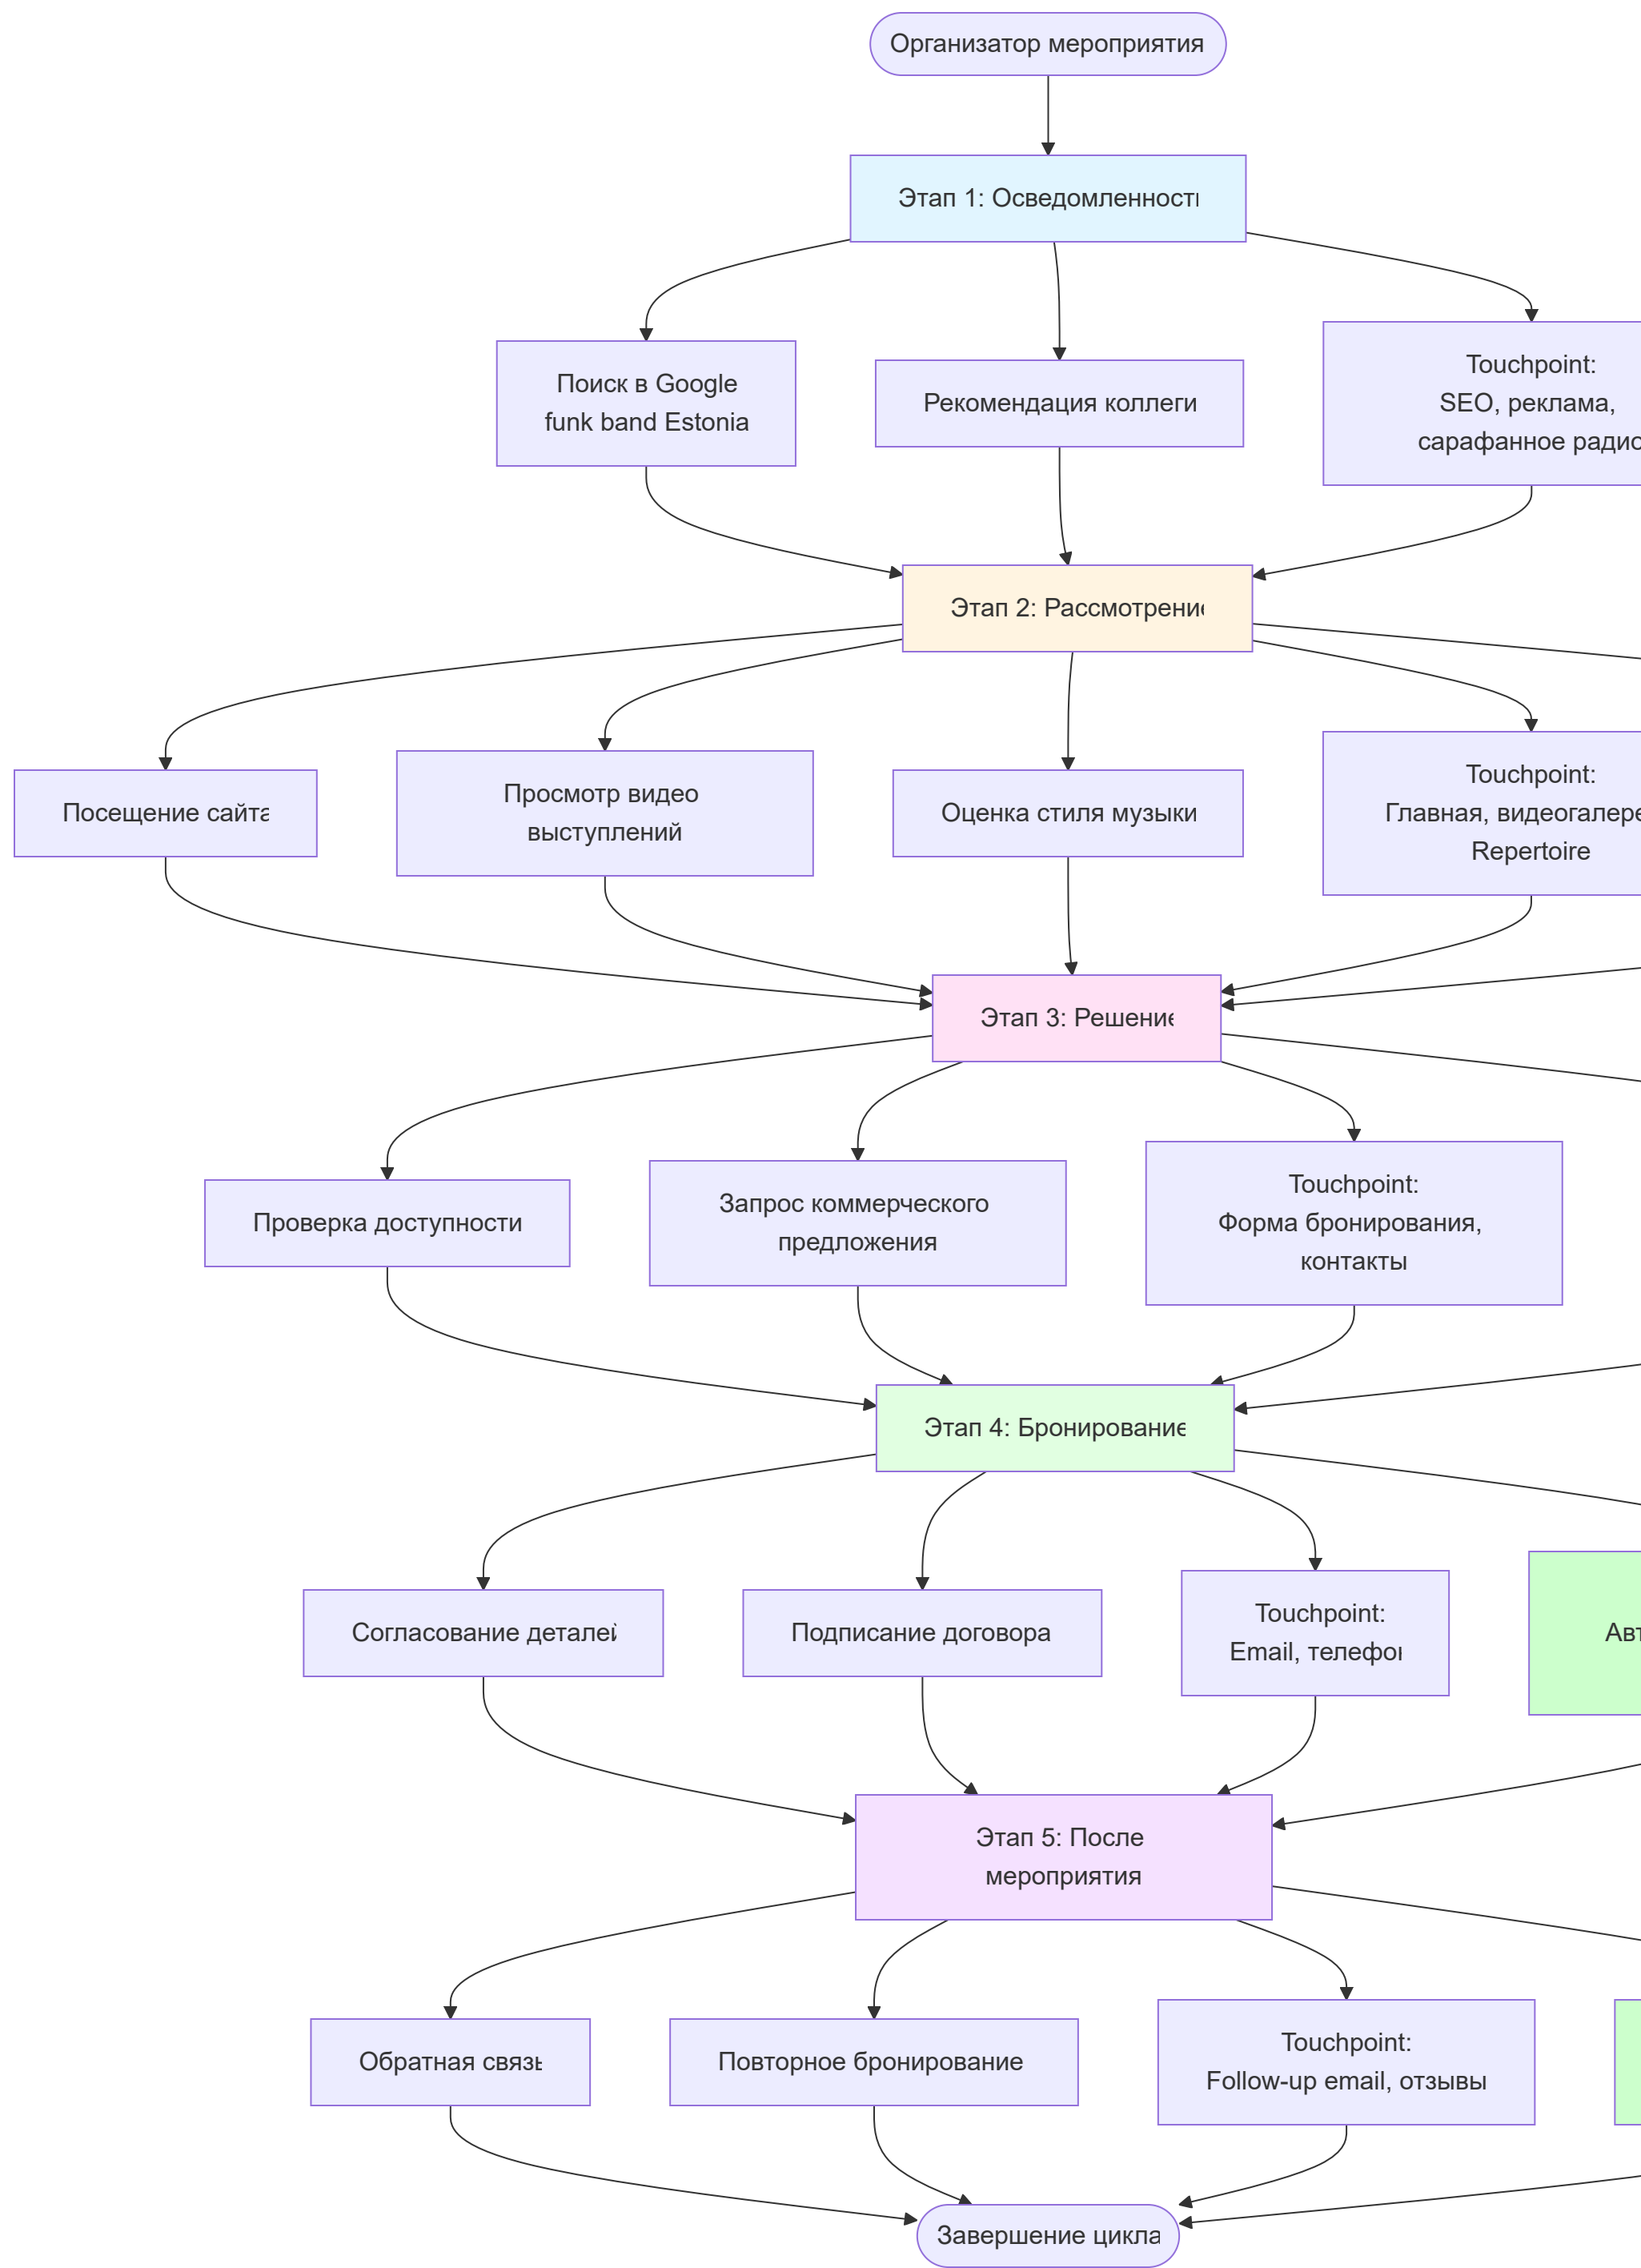 Организатор мероприятия
Этап 1: Осведомленность
Поиск в Google
funk band Estonia
Рекомендация коллеги
Touchpoint:
SEO, реклама,
сарафанное радио
Этап 2: Рассмотрение
Посещение сайта
Просмотр видео
выступлений
Оценка стиля музыки
Touchpoint:
Главная, видеогалере
Repertoire
Этап 3: Решение
Проверка доступности
Запрос коммерческого
предложения
Touchpoint:
Форма бронирования,
контакты
Этап 4: Бронирование
Согласование деталей
Подписание договора
Touchpoint:
Email, телефон
Авт
Этап 5: После
мероприятия
Обратная связь
Повторное бронирование
Touchpoint:
Follow-up email, отзывы
Завершение цикла